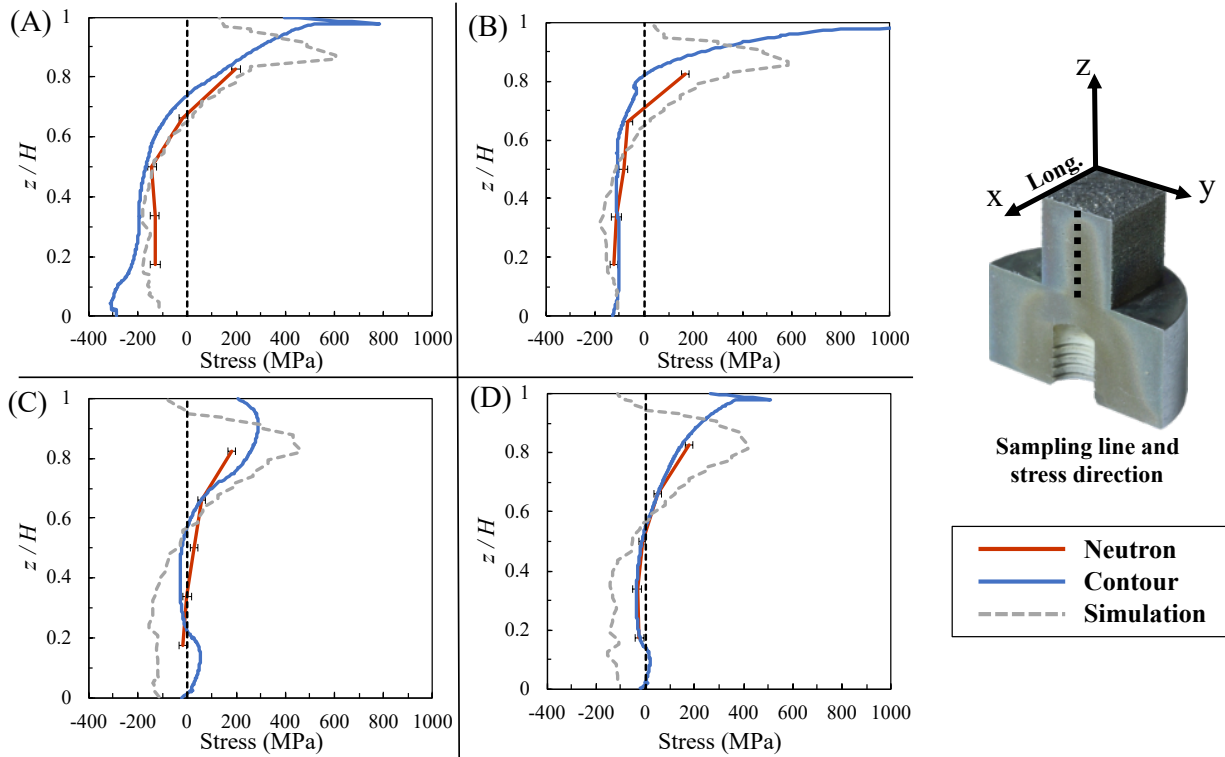 (A)
1
0.8
0.6
0.4
0.2
0
z / H
-400 -200 0 200 400 600 800 1000
Stress (MPa)
(B)
1
0.8
0.6
0.4
0.2
0
z / H
-400 -200 0 200 400 600 800 1000
Stress (MPa)
(C)
1
0.8
0.6
0.4
0.2
0
z / H
-400 -200 0 200 400 600 800 1000
Stress (MPa)
(D)
1
0.8
0.6
0.4
0.2
0
z / H
-400 -200 0 200 400 600 800 1000
Stress (MPa)
z
Long.
x
y
Sampling line and
stress direction
Neutron
Contour
Simulation